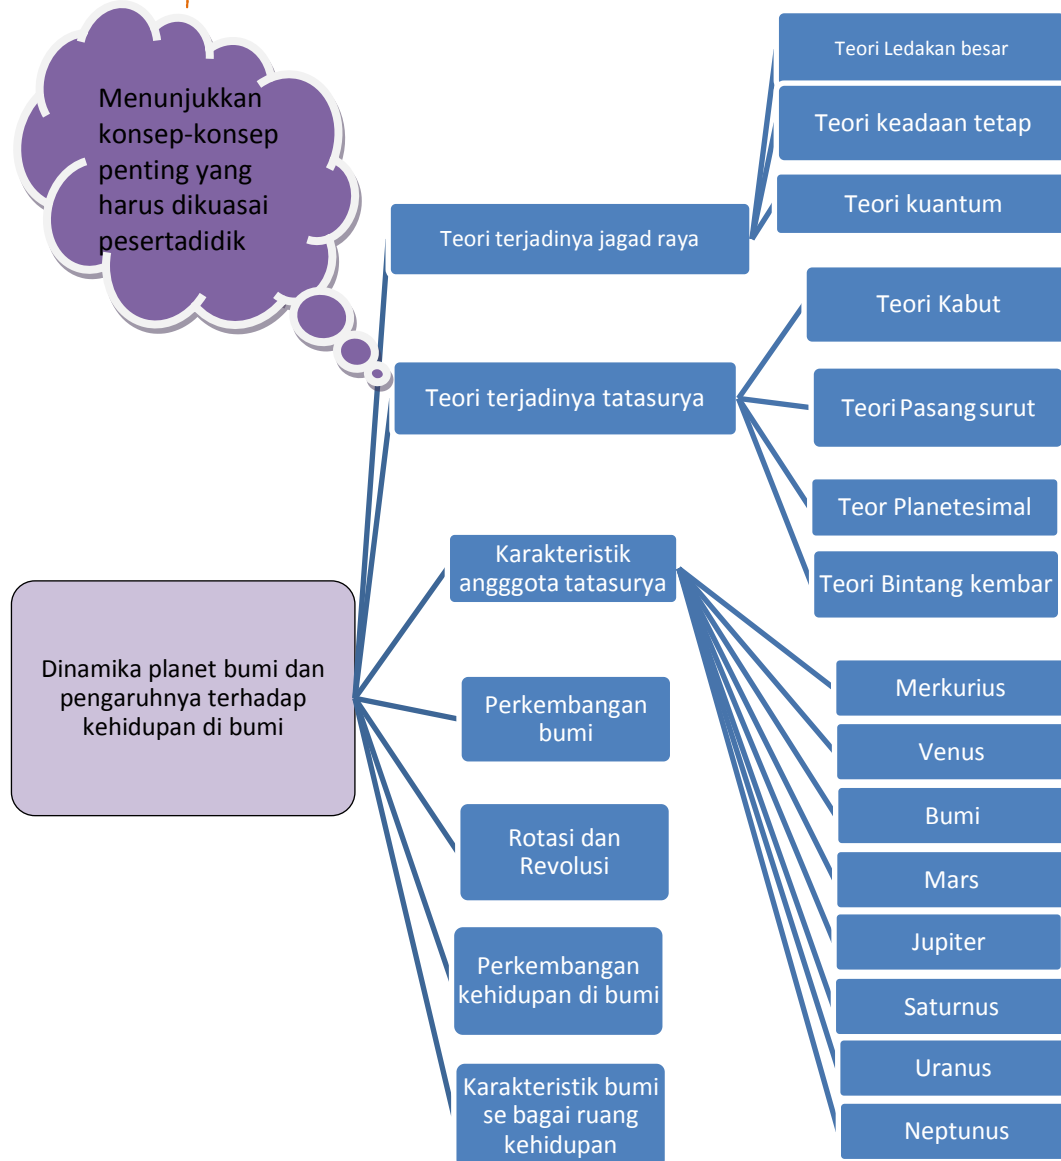 Menunjukkan
konsep-konsep
penting yang
harus dikuasai
pesertadidik
Dinamika planet bumi dan
pengaruhnya terhadap
kehidupan di bumi
Teori terjadinya jagad raya
Teori Ledakan besar
Teori keadaan tetap
Teori kuantum
Teori terjadinya tatasurya
Teori Kabut
Teori Pasang surut
Teor Planetesimal
Teori Bintang kembar
Karakteristik
angggota tatasurya
Merkurius
Venus
Bumi
Mars
Jupiter
Saturnus
Uranus
Neptunus
Perkembangan
bumi
Rotasi dan
Revolusi
Perkembangan
kehidupan di bumi
Karakteristik bumi
se bagai ruang
kehidupan